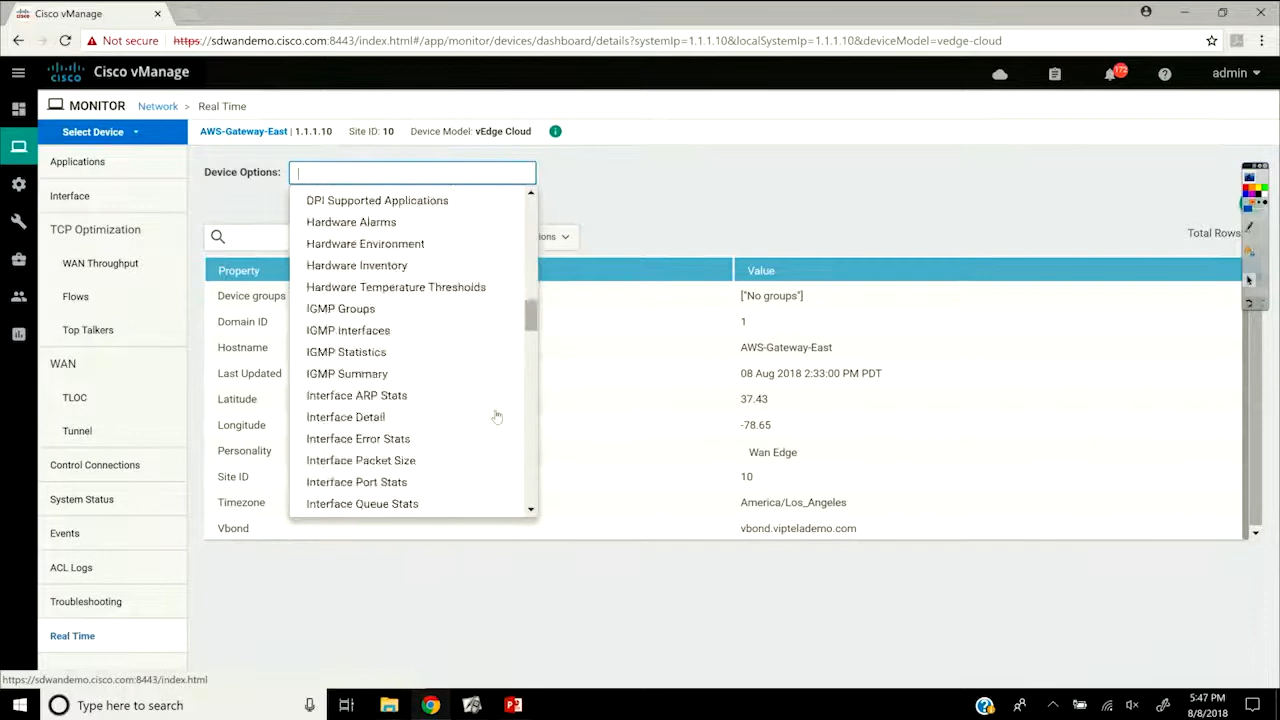 Cisco vManage
Not secure https://sdwandemo.cisco.com:8443/index.html#/app/monitor/devices/dashboard/details?systemIp=1.1.1.10&localSystemIp=1.1.1.10&deviceModel=vedge-cloud
cisco Cisco vManage
172
admin
MONITOR Network > Real Time
Select Device
AWS-Gateway-East | 1.1.1.10 Site ID: 10 Device Model: vEdge Cloud
Applications
Interface
TCP Optimization
WAN Throughput
Flows
Top Talkers
WAN
TLOC
Tunnel
Control Connections
System Status
Events
ACL Logs
Troubleshooting
Real Time
Device Options:
DPI Supported Applications
Hardware Alarms
Hardware Environment
Hardware Inventory
Hardware Temperature Thresholds
IGMP Groups
IGMP Interfaces
IGMP Statistics
IGMP Summary
Interface ARP Stats
Interface Detail
Interface Error Stats
Interface Packet Size
Interface Port Stats
Interface Queue Stats
ions
Total Rows
Property Value
Device groups ["No groups"]
Domain ID 1
Hostname AWS-Gateway-East
Last Updated 08 Aug 2018 2:33:00 PM PDT
Latitude 37.43
Longitude -78.65
Personality Wan Edge
Site ID 10
Timezone America/Los_Angeles
Vbond vbond.viptelademo.com
https://sdwandemo.cisco.com:8443/index.html
Type here to search
5:47 PM
8/8/2018